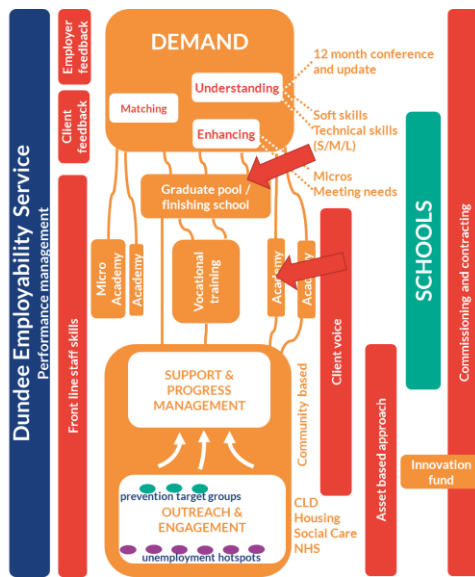 Dundee Employability Service
Performance management
Employer
feedback
Client
feedback
Front line staff skills
DEMAND
Matching
Understanding
Enhancing
12 month conference
and update
Soft skills
Technical skills
(S/M/L)
Micros
Meeting needs
Graduate pool /
finishing school
Micro
Academy
Academy
Vocational
training
Academy
Academy
SUPPORT &
PROGRESS
MANAGEMENT
Community based
prevention target groups
OUTREACH &
ENGAGEMENT
unemployment hotspots
CLD
Housing
Social Care
NHS
Client voice
Asset based approach
SCHOOLS
Innovation
fund
Commissioning and contracting